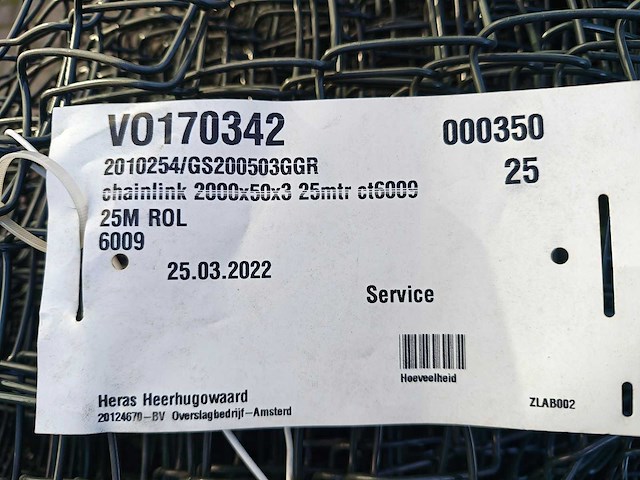 VO170342 000350
2010254/GS200503GGR 25
chainlink 2000x50x3 25mtr ct6009
25M ROL
6009
25.03.2022
Service
Hoeveelheid
Heras Heerhugowaard
20124670-BV Overslagbedrijf-Amsterd ZLAB002